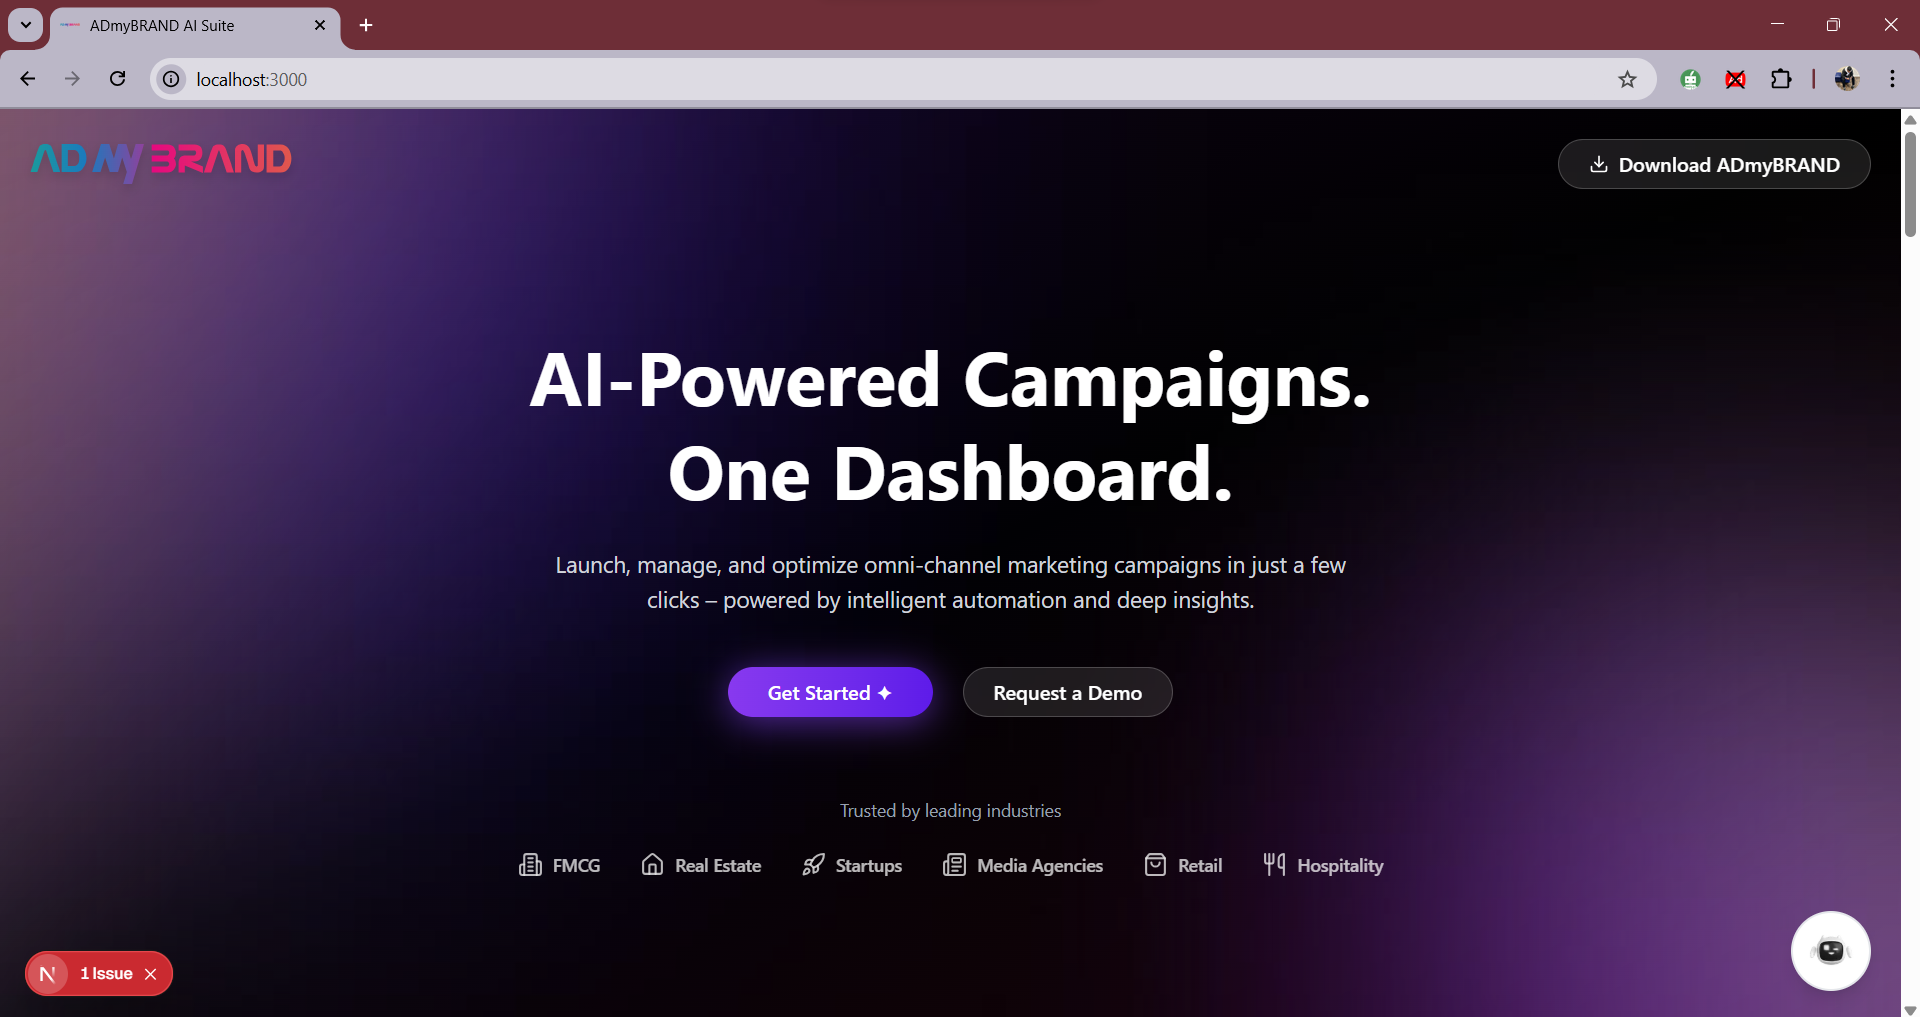 ADmyBRAND AI Suite
localhost:3000
AD MY BRAND
Download ADmyBRAND
AI-Powered Campaigns.
One Dashboard.
Launch, manage, and optimize omni-channel marketing campaigns in just a few
clicks – powered by intelligent automation and deep insights.
Get Started ✦
Request a Demo
Trusted by leading industries
FMCG
Real Estate
Startups
Media Agencies
Retail
Hospitality
N
1 Issue